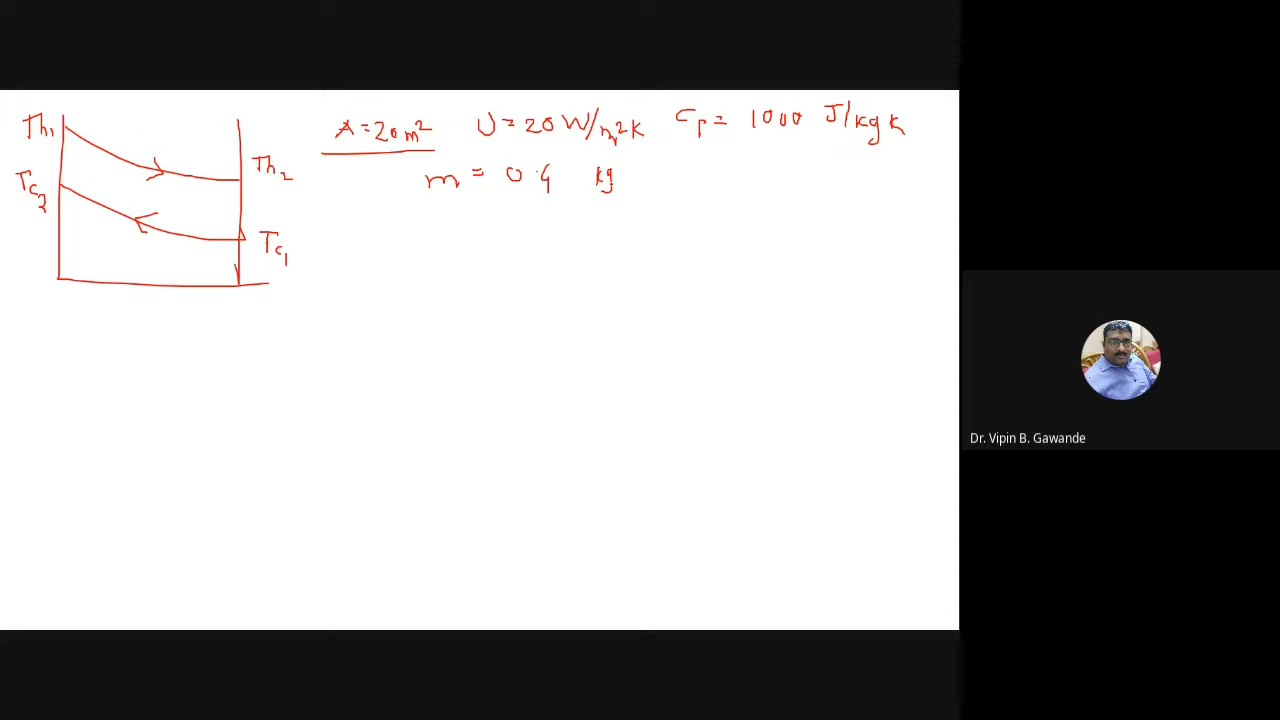 Th1
Th2
Tc2
Tc1
A = 20 m² U = 20 W/m²K Cp = 1000 J/kg k
m = 0.4 kg
Dr. Vipin B. Gawande